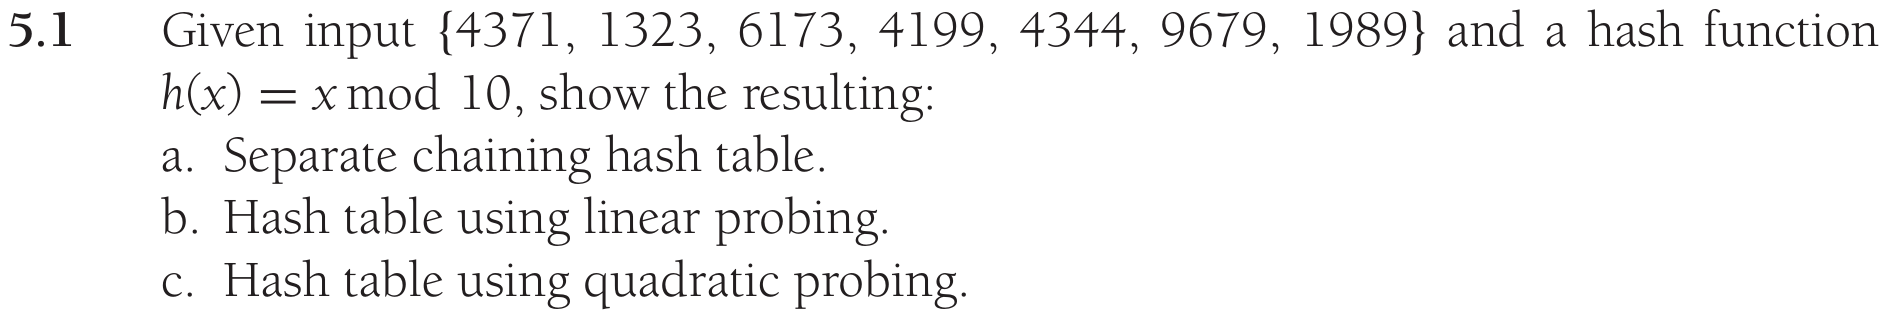 5.1 Given input {4371, 1323, 6173, 4199, 4344, 9679, 1989} and a hash function
h(x) = x mod 10, show the resulting:
a. Separate chaining hash table.
b. Hash table using linear probing.
c. Hash table using quadratic probing.